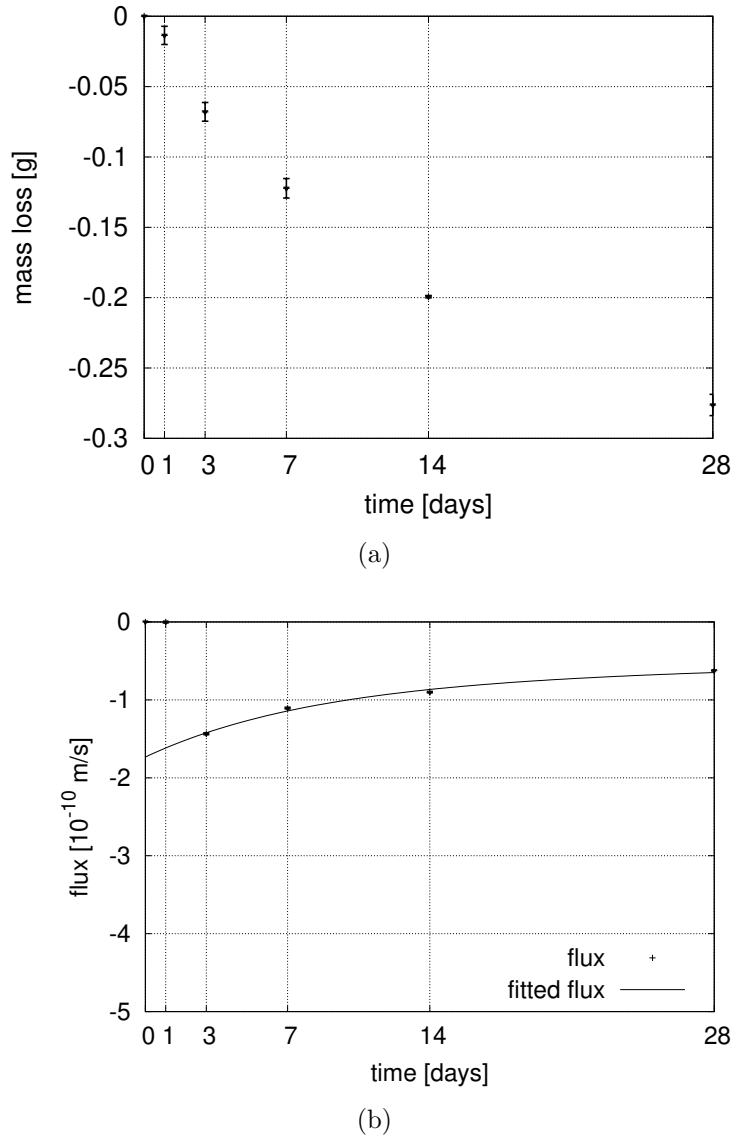 0
-0.05
-0.1
-0.15
-0.2
-0.25
-0.3
mass loss [g]
0 1 3 7 14 28
time [days]
(a)
0
-1
-2
-3
-4
-5
flux [10⁻¹⁰ m/s]
flux
fitted flux
0 1 3 7 14 28
time [days]
(b)